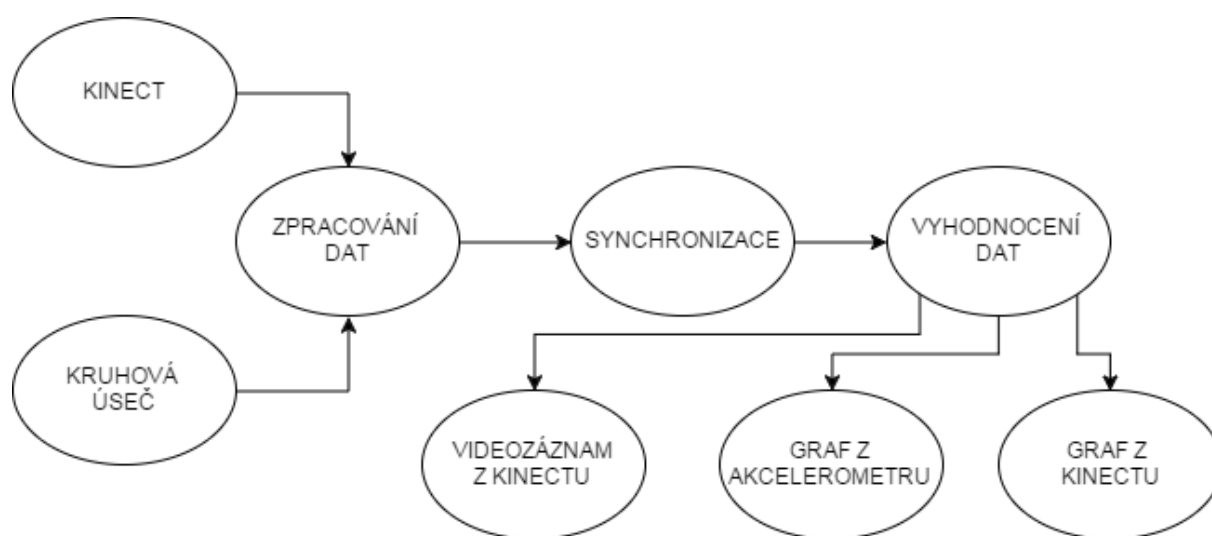 KINECT
ZPRACOVÁNÍ
DAT
SYNCHRONIZACE
VYHODNOCENÍ
DAT
KRUHOVÁ
ÚSEČ
VIDEOZÁZNAM
Z KINECTU
GRAF Z
AKCELEROMETRU
GRAF Z
KINECTU